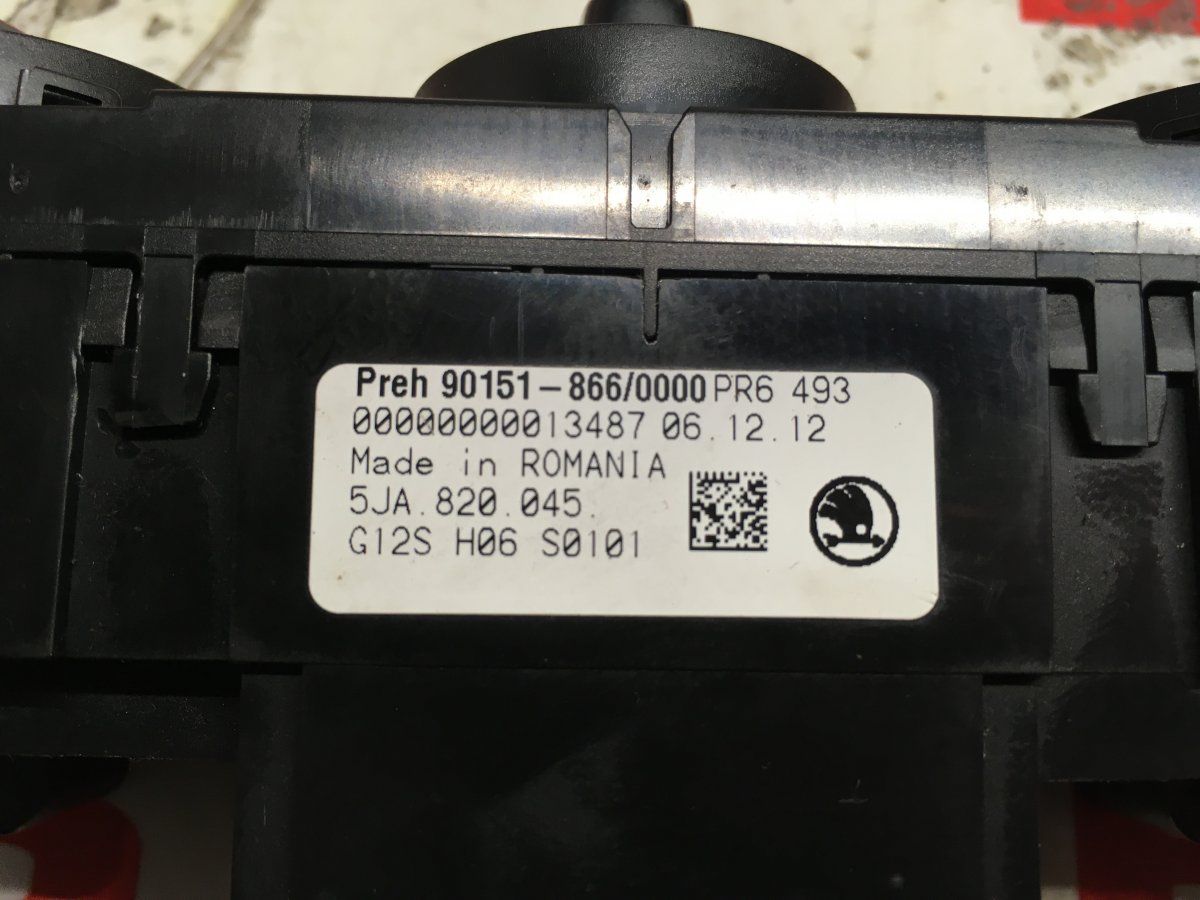 Preh 90151-866/0000 PR6 493
00000000013487 06.12.12
Made in ROMANIA
5JA.820.045.
G12S H06 S0101